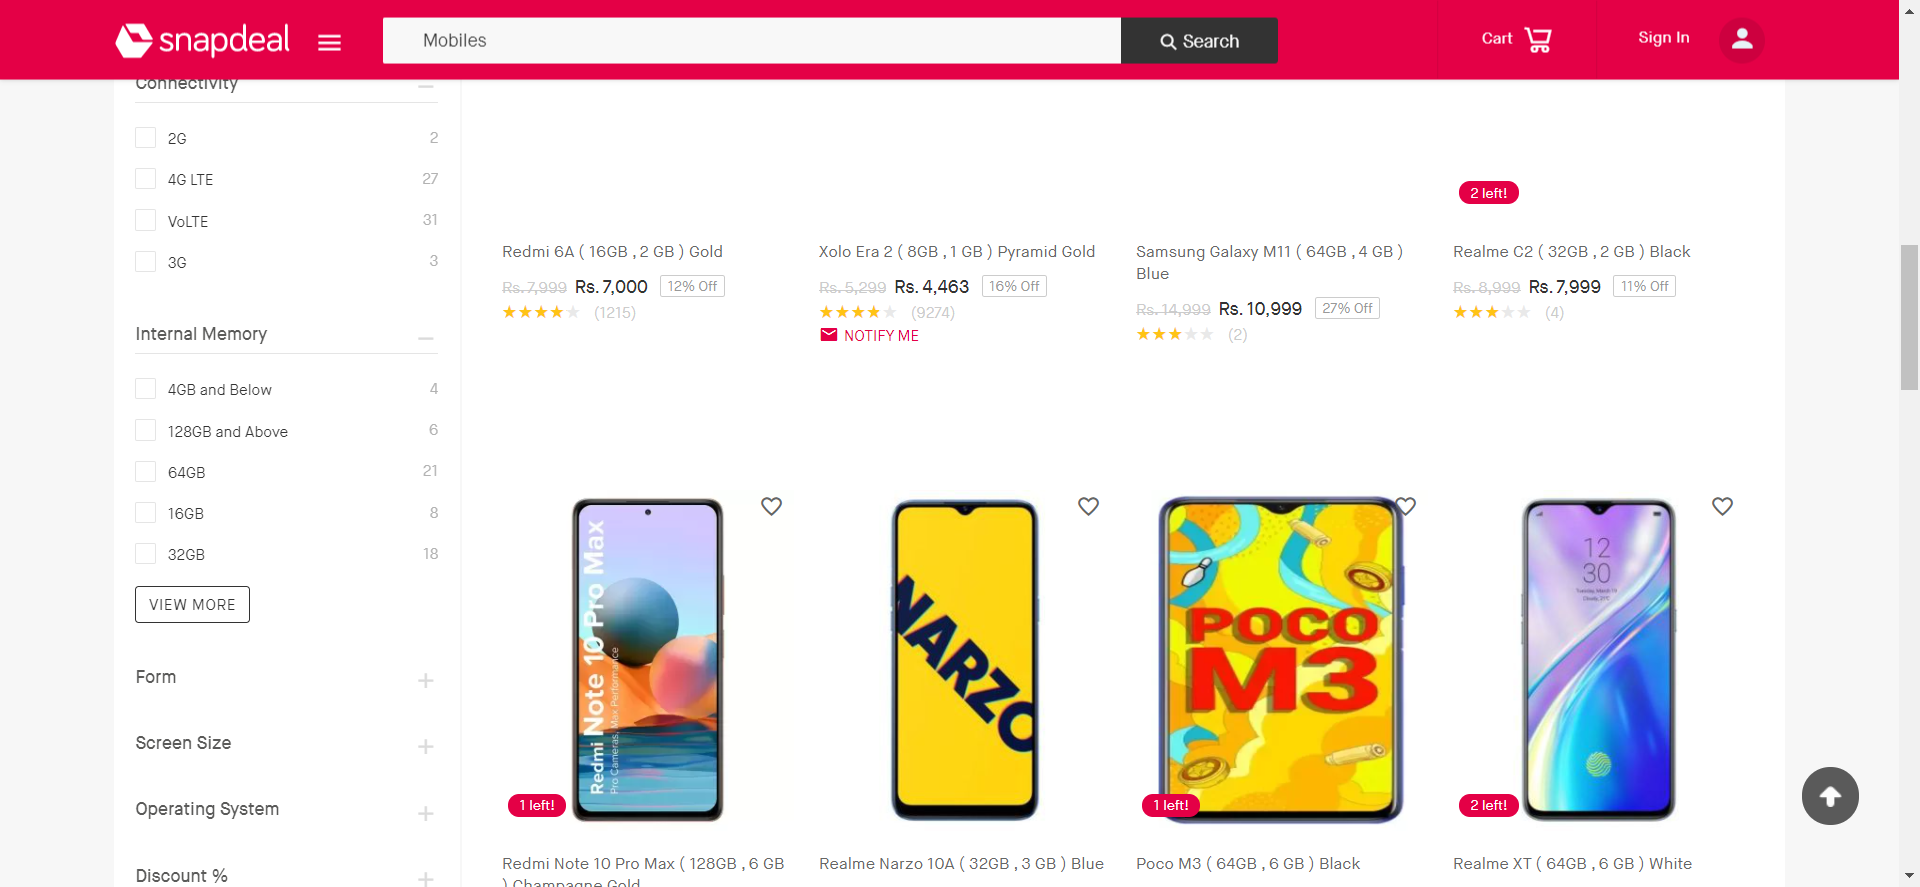 snapdeal
Mobiles
Search
Cart
Sign In
Connectivity
2G 2
4G LTE 27
VoLTE 31
3G 3
Internal Memory
4GB and Below 4
128GB and Above 6
64GB 21
16GB 8
32GB 18
VIEW MORE
Form
Screen Size
Operating System
Discount %
Redmi 6A ( 16GB , 2 GB ) Gold
Rs. 7,999 Rs. 7,000 12% Off
(1215)
Xolo Era 2 ( 8GB , 1 GB ) Pyramid Gold
Rs. 5,299 Rs. 4,463 16% Off
(9274)
NOTIFY ME
Samsung Galaxy M11 ( 64GB , 4 GB )
Blue
Rs. 14,999 Rs. 10,999 27% Off
(2)
2 left!
Realme C2 ( 32GB , 2 GB ) Black
Rs. 8,999 Rs. 7,999 11% Off
(4)
Redmi Note 10 Pro Max
Pro Cameras, Max Performance
1 left!
Redmi Note 10 Pro Max ( 128GB , 6 GB
) Champagne Gold
NARZO
Realme Narzo 10A ( 32GB , 3 GB ) Blue
POCO
M3
1 left!
Poco M3 ( 64GB , 6 GB ) Black
12
30
2 left!
Realme XT ( 64GB , 6 GB ) White